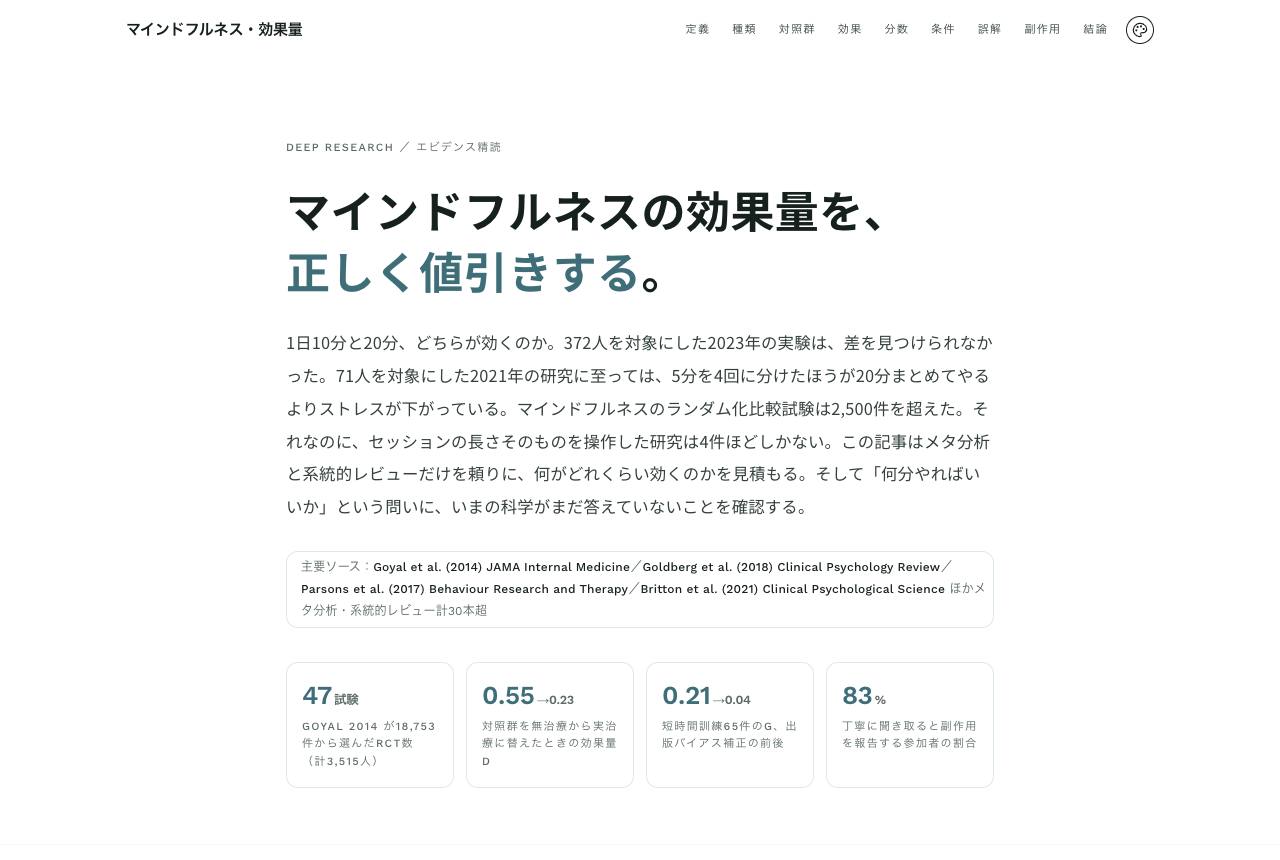 マインドフルネス・効果量
定義 種類 対照群 効果 分数 条件 誤解 副作用 結論
DEEP RESEARCH ／ エビデンス精読
マインドフルネスの効果量を、
正しく値引きする。
1日10分と20分、どちらが効くのか。372人を対象にした2023年の実験は、差を見つけられなか
った。71人を対象にした2021年の研究に至っては、5分を4回に分けたほうが20分まとめてやる
よりストレスが下がっている。マインドフルネスのランダム化比較試験は2,500件を超えた。そ
れなのに、セッションの長さそのものを操作した研究は4件ほどしかない。この記事はメタ分析
と系統的レビューだけを頼りに、何がどれくらい効くのかを見積もる。そして「何分やればい
いか」という問いに、いまの科学がまだ答えていないことを確認する。
主要ソース：Goyal et al. (2014) JAMA Internal Medicine／Goldberg et al. (2018) Clinical Psychology Review／
Parsons et al. (2017) Behaviour Research and Therapy／Britton et al. (2021) Clinical Psychological Science ほかメ
タ分析・系統的レビュー計30本超
47試験
GOYAL 2014 が18,753
件から選んだRCT数
（計3,515人）
0.55→0.23
対照群を無治療から実治
療に替えたときの効果量
D
0.21→0.04
短時間訓練65件のG、出
版バイアス補正の前後
83%
丁寧に聞き取ると副作用
を報告する参加者の割合